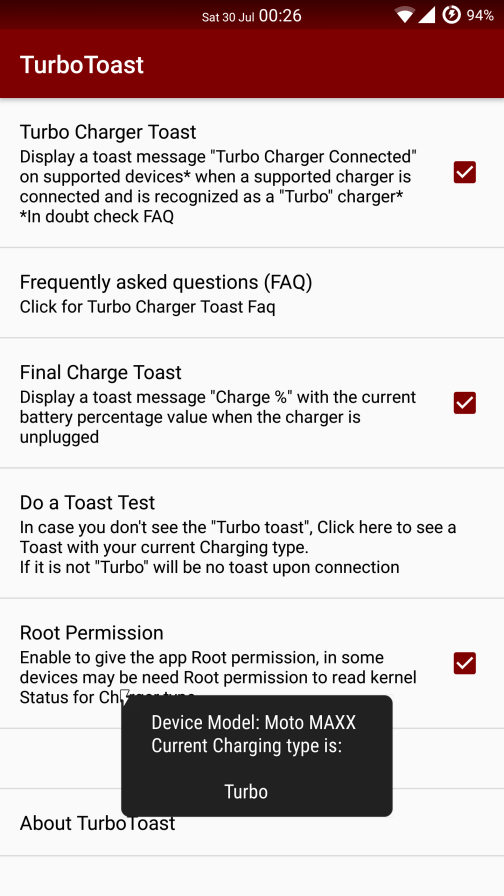 Sat 30 Jul 00:26 94%
TurboToast
Turbo Charger Toast
Display a toast message "Turbo Charger Connected"
on supported devices* when a supported charger is
connected and is recognized as a "Turbo" charger*
*In doubt check FAQ
Frequently asked questions (FAQ)
Click for Turbo Charger Toast Faq
Final Charge Toast
Display a toast message "Charge %" with the current
battery percentage value when the charger is
unplugged
Do a Toast Test
In case you don't see the "Turbo toast", Click here to see a
Toast with your current Charging type.
If it is not "Turbo" will be no toast upon connection
Root Permission
Enable to give the app Root permission, in some
devices may be need Root permission to read kernel
Status for Charger type
Device Model: Moto MAXX
Current Charging type is:
Turbo
About TurboToast